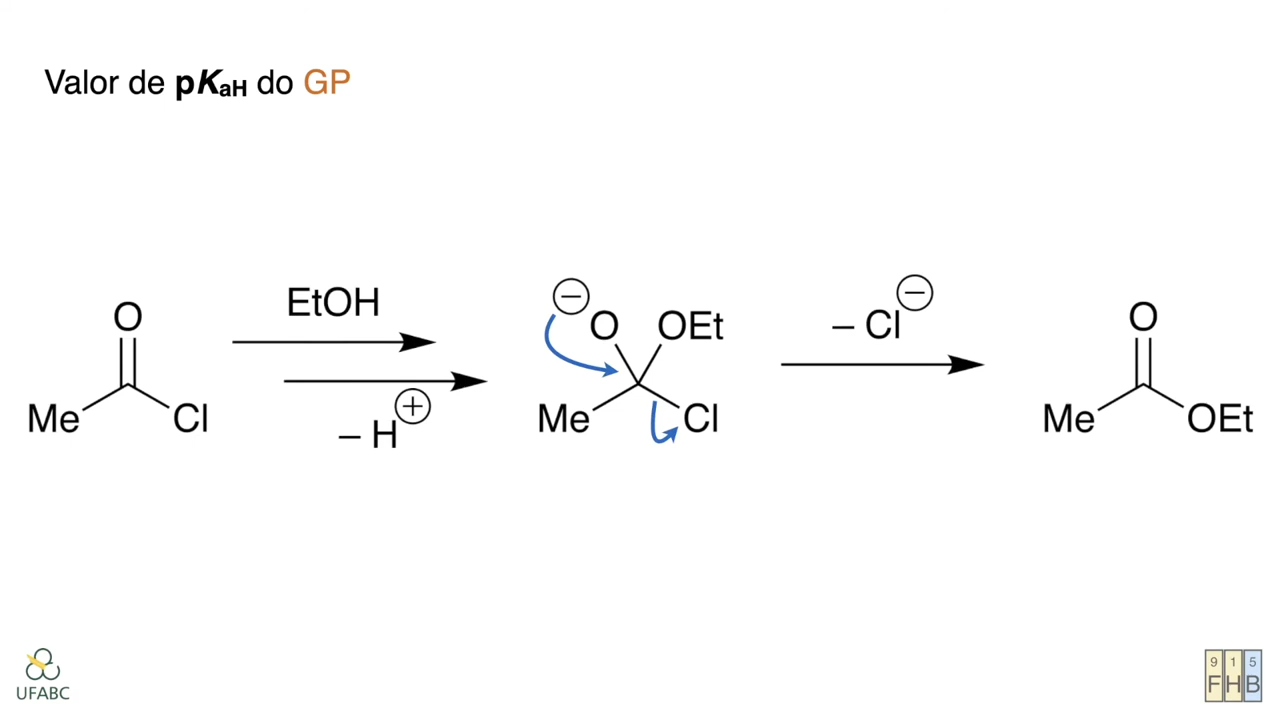 Valor de pKaH do GP
EtOH
– H ⊕
O
Me
Cl
⊖
O
OEt
Me
Cl
– Cl ⊖
O
Me
OEt
UFABC
9 1 5
F H B